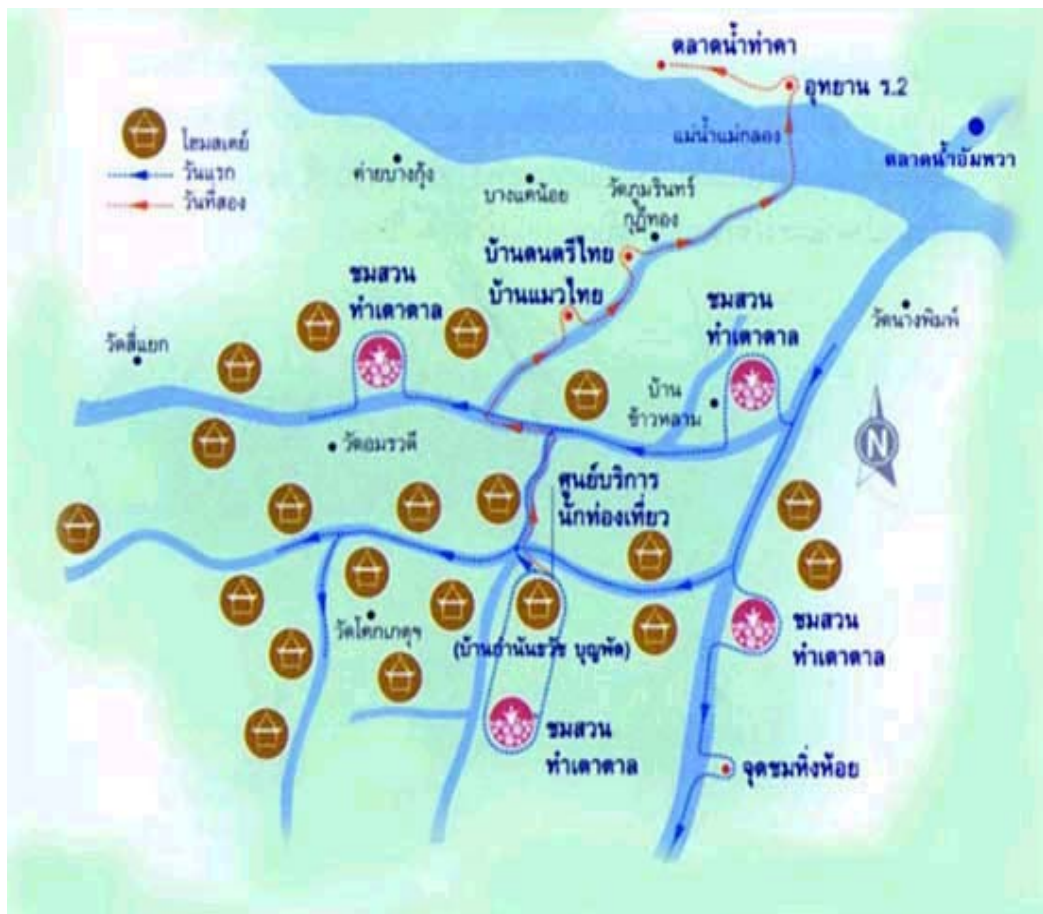 ตลาดน้ำท่าคา
อุทยาน ร.2
แม่น้ำแม่กลอง
ตลาดน้ำอัมพวา
โฮมสเตย์
วันแรก
วันที่สอง
ค่ายบางกุ้ง
บางแคน้อย
วัดภูมรินทร์
กุฎีทอง
บ้านดนตรีไทย
บ้านแมวไทย
ชมสวน
ทำเตาตาล
ชมสวน
ทำเตาตาล
วัดนางพิมพ์
วัดสี่แยก
บ้าน
ข้าวหลาม
วัดอมรวดี
N
ศูนย์บริการ
นักท่องเที่ยว
วัดโคกเกตุฯ
(บ้านกำนันธวัช บุญพัด)
ชมสวน
ทำเตาตาล
ชมสวน
ทำเตาตาล
จุดชมหิ่งห้อย